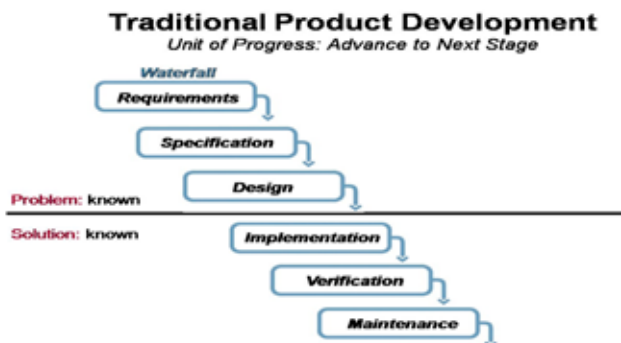 Traditional Product Development
Unit of Progress: Advance to Next Stage
Waterfall
Requirements
Specification
Design
Problem: known
Solution: known
Implementation
Verification
Maintenance